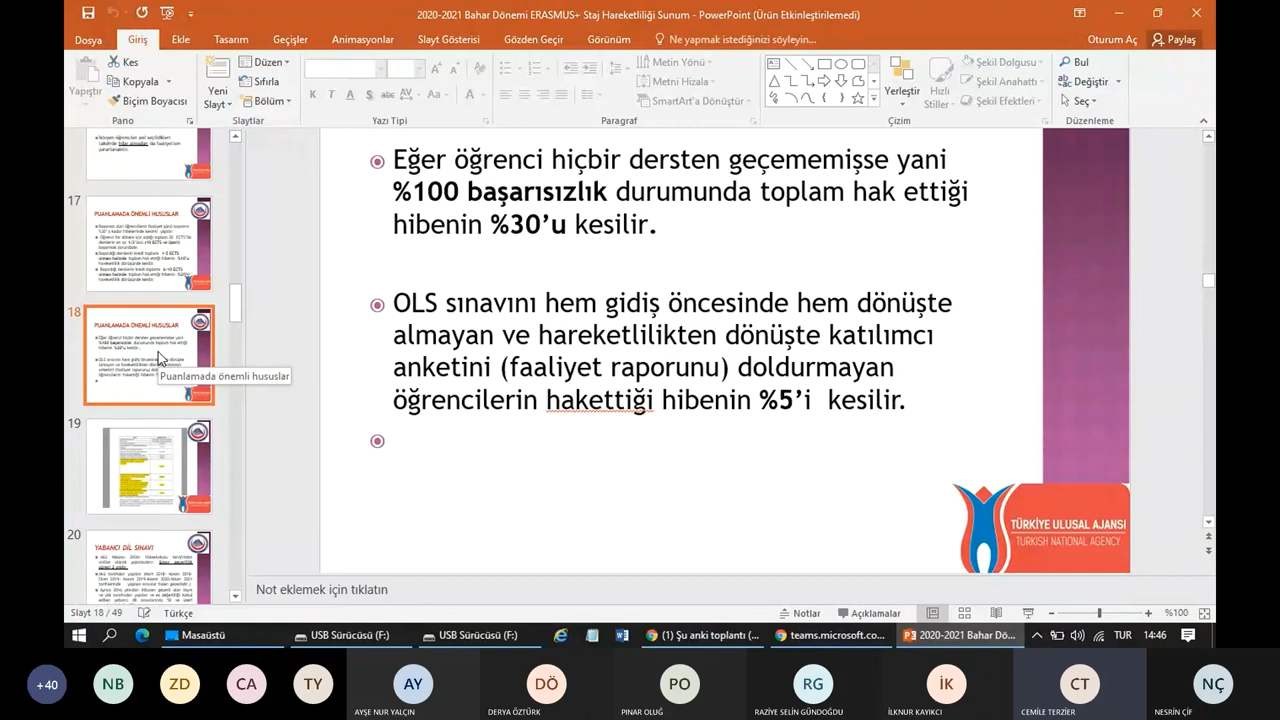 2020-2021 Bahar Dönemi ERASMUS+ Staj Hareketliliği Sunum - PowerPoint (Ürün Etkinleştirilemedi)
Dosya Giriş Ekle Tasarım Geçişler Animasyonlar Slayt Gösterisi Gözden Geçir Görünüm Ne yapmak istediğinizi söyleyin... Oturum Aç Paylaş
Yapıştır
Kes
Kopyala
Biçim Boyacısı
Pano
Yeni
Slayt
Düzen
Sıfırla
Bölüm
Slaytlar
K T A S abc AV Aa A
Yazı Tipi
Metin Yönü
Metni Hizala
SmartArt'a Dönüştür
Paragraf
Yerleştir
Hızlı
Stiller
Şekil Dolgusu
Şekil Anahattı
Şekil Efektleri
Çizim
Bul
Değiştir
Seç
Düzenleme
17
PUANLAMADA ÖNEMLİ HUSUSLAR
18
PUANLAMADA ÖNEMLİ HUSUSLAR
Puanlamada önemli hususlar
19
20
YABANCI DİL SINAVI
Eğer öğrenci hiçbir dersten geçememişse yani
%100 başarısızlık durumunda toplam hak ettiği
hibenin %30’u kesilir.
OLS sınavını hem gidiş öncesinde hem dönüşte
almayan ve hareketlilikten dönüşte katılımcı
anketini (faaliyet raporunu) doldurmayan
öğrencilerin hakettiği hibenin %5’i kesilir.
TÜRKİYE ULUSAL AJANSI
TURKISH NATIONAL AGENCY
Not eklemek için tıklatın
Slayt 18 / 49 Türkçe Notlar Açıklamalar %100
Masaüstü USB Sürücüsü (F:) USB Sürücüsü (F:) (1) Şu anki toplantı (... teams.microsoft.co... 2020-2021 Bahar Dö... TUR 14:46
+40 NB ZD CA TY AY DÖ PO RG İK CT NÇ
AYŞE NUR YALÇIN DERYA ÖZTÜRK PINAR OLUĞ RAZİYE SELİN GÜNDOĞDU İLKNUR KAYIKCI CEMİLE TERZİER NESRİN ÇİF